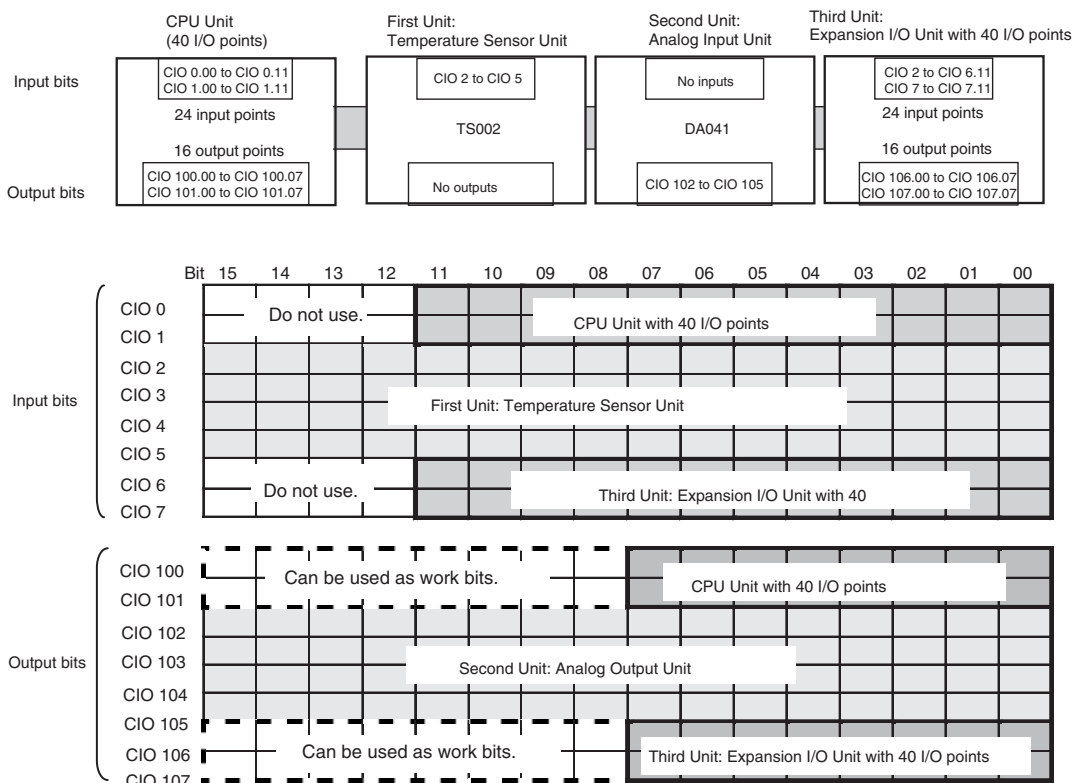 CPU Unit
(40 I/O points)
First Unit:
Temperature Sensor Unit
Second Unit:
Analog Input Unit
Third Unit:
Expansion I/O Unit with 40 I/O points
Input bits
CIO 0.00 to CIO 0.11
CIO 1.00 to CIO 1.11
CIO 2 to CIO 5
No inputs
CIO 2 to CIO 6.11
CIO 7 to CIO 7.11
24 input points
TS002
DA041
24 input points
16 output points
16 output points
Output bits
CIO 100.00 to CIO 100.07
CIO 101.00 to CIO 101.07
No outputs
CIO 102 to CIO 105
CIO 106.00 to CIO 106.07
CIO 107.00 to CIO 107.07
Bit 15 14 13 12 11 10 09 08 07 06 05 04 03 02 01 00
Input bits
CIO 0
CIO 1
CIO 2
CIO 3
CIO 4
CIO 5
CIO 6
CIO 7
Do not use.
CPU Unit with 40 I/O points
First Unit: Temperature Sensor Unit
Do not use.
Third Unit: Expansion I/O Unit with 40
Output bits
CIO 100
CIO 101
CIO 102
CIO 103
CIO 104
CIO 105
CIO 106
CIO 107
Can be used as work bits.
CPU Unit with 40 I/O points
Second Unit: Analog Output Unit
Can be used as work bits.
Third Unit: Expansion I/O Unit with 40 I/O points